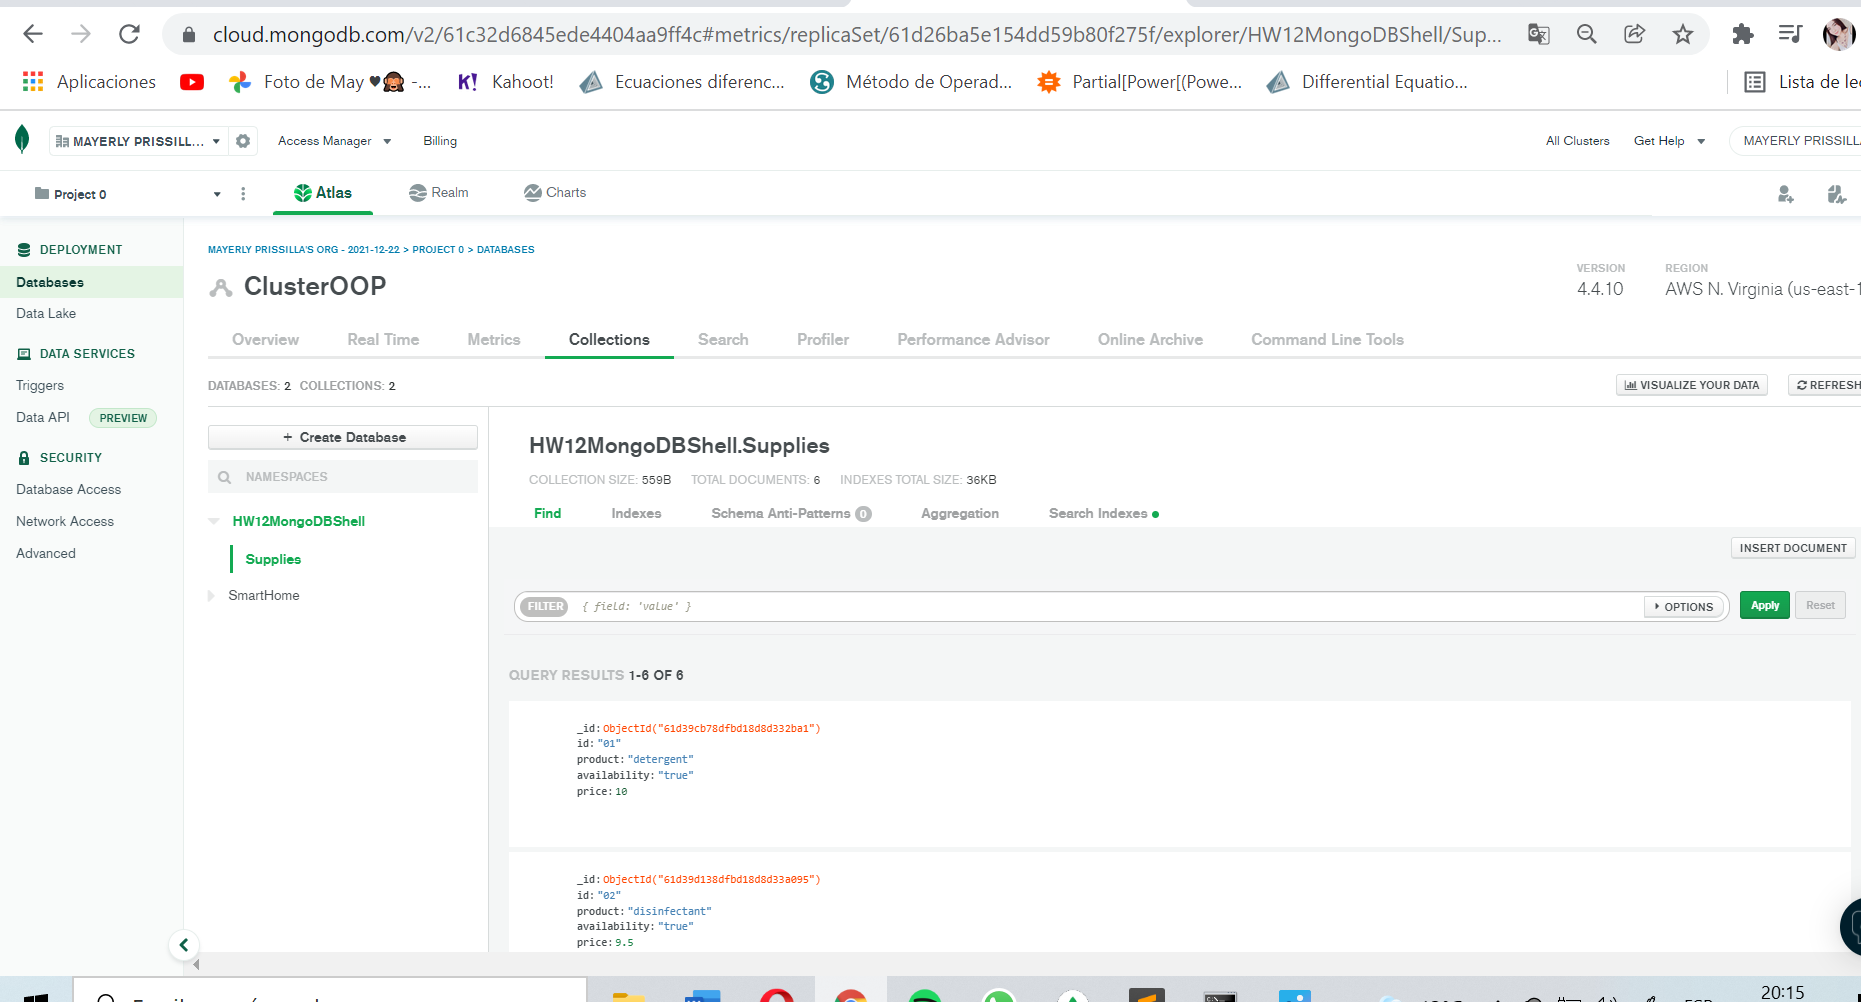 cloud.mongodb.com/v2/61c32d6845ede4404aa9ff4c#metrics/replicaSet/61d26ba5e154dd59b80f275f/explorer/HW12MongoDBShell/Sup...
Aplicaciones Foto de May ♥🙈 -... K! Kahoot! Ecuaciones diferenc... Método de Operad... Partial[Power[(Powe... Differential Equatio... Lista de le
MAYERLY PRISSILL... Access Manager Billing All Clusters Get Help MAYERLY PRISSILLA
Project 0 Atlas Realm Charts
DEPLOYMENT
Databases
Data Lake
DATA SERVICES
Triggers
Data API PREVIEW
SECURITY
Database Access
Network Access
Advanced
MAYERLY PRISSILLA'S ORG - 2021-12-22 > PROJECT 0 > DATABASES
ClusterOOP
VERSION
4.4.10
REGION
AWS N. Virginia (us-east-1
Overview Real Time Metrics Collections Search Profiler Performance Advisor Online Archive Command Line Tools
DATABASES: 2 COLLECTIONS: 2
VISUALIZE YOUR DATA REFRESH
+ Create Database
NAMESPACES
HW12MongoDBShell
Supplies
SmartHome
HW12MongoDBShell.Supplies
COLLECTION SIZE: 559B TOTAL DOCUMENTS: 6 INDEXES TOTAL SIZE: 36KB
Find Indexes Schema Anti-Patterns 0 Aggregation Search Indexes
INSERT DOCUMENT
FILTER { field: 'value' } OPTIONS Apply Reset
QUERY RESULTS 1-6 OF 6
_id: ObjectId("61d39cb78dfbd18d8d332ba1")
id: "01"
product: "detergent"
availability: "true"
price: 10
_id: ObjectId("61d39d138dfbd18d8d33a095")
id: "02"
product: "disinfectant"
availability: "true"
price: 9.5
20:15